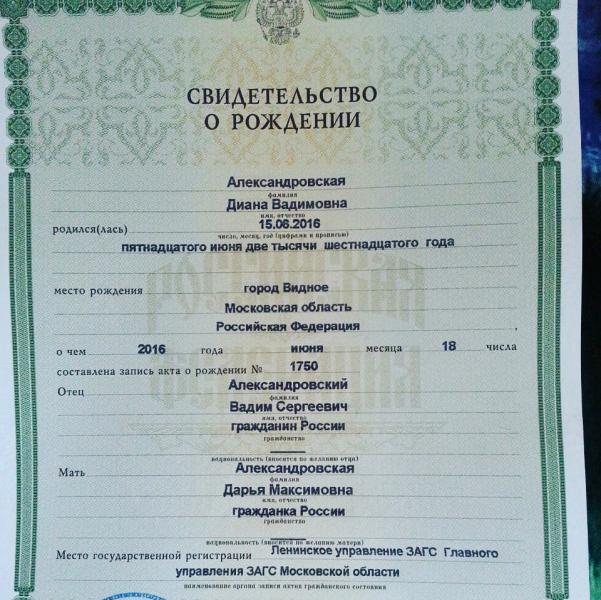 СВИДЕТЕЛЬСТВО
О РОЖДЕНИИ
Александровская
фамилия
Диана Вадимовна
имя, отчество
родился(лась) 15.06.2016
число, месяц, год (цифрами и прописью)
пятнадцатого июня две тысячи шестнадцатого года
место рождения город Видное
Московская область
Российская Федерация ,
о чем 2016 года июня месяца 18 числа
составлена запись акта о рождении № 1750
Отец Александровский
фамилия
Вадим Сергеевич
имя, отчество
гражданин России
гражданство
национальность (вносится по желанию отца)
Мать Александровская
фамилия
Дарья Максимовна
имя, отчество
гражданка России
гражданство
национальность (вносится по желанию матери)
Место государственной регистрации Ленинское управление ЗАГС Главного
управления ЗАГС Московской области
наименование органа записи актов гражданского состояния